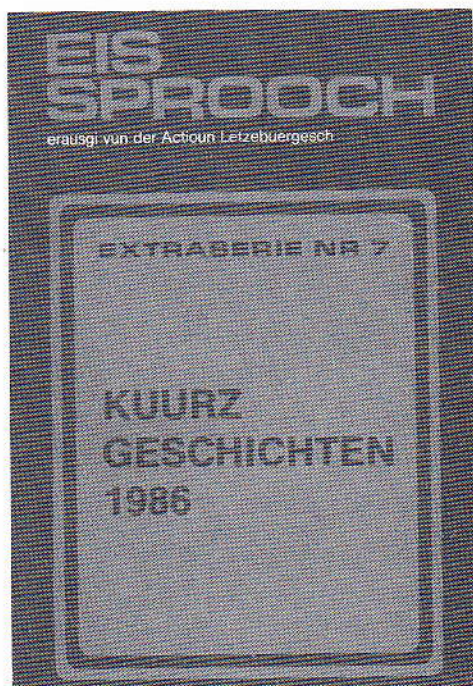 EIS
SPROOCH
erausgi vun der Actioun Letzebuergesch
EXTRASERIE NR 7
KUURZ
GESCHICHTEN
1986